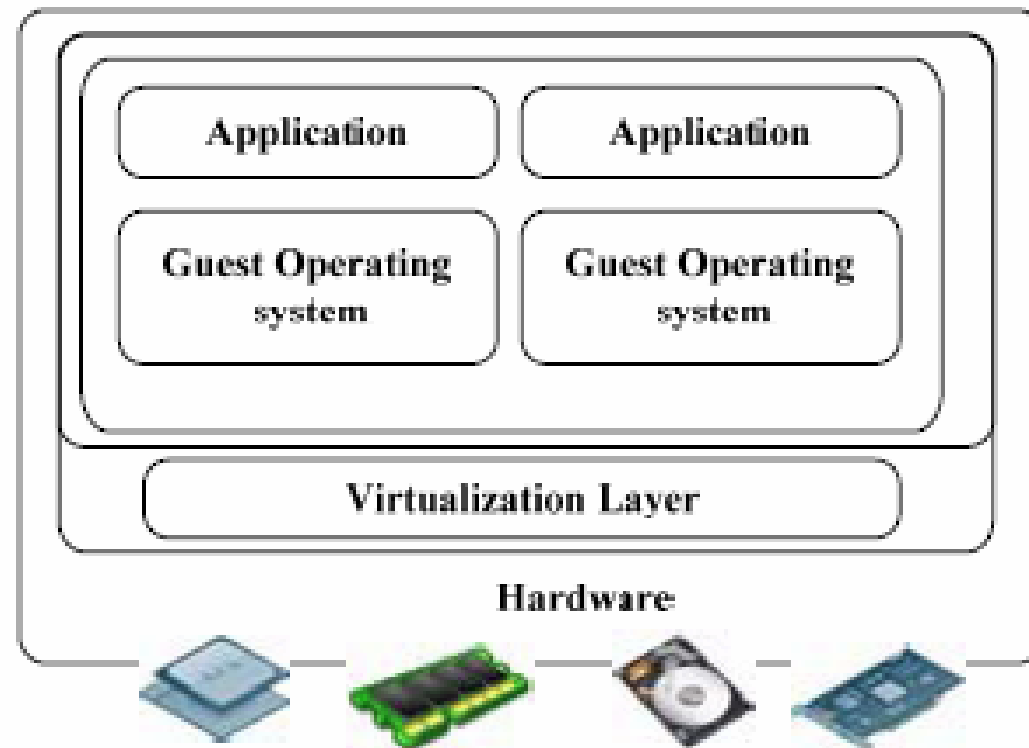 Application
Application
Guest Operating
system
Guest Operating
system
Virtualization Layer
Hardware